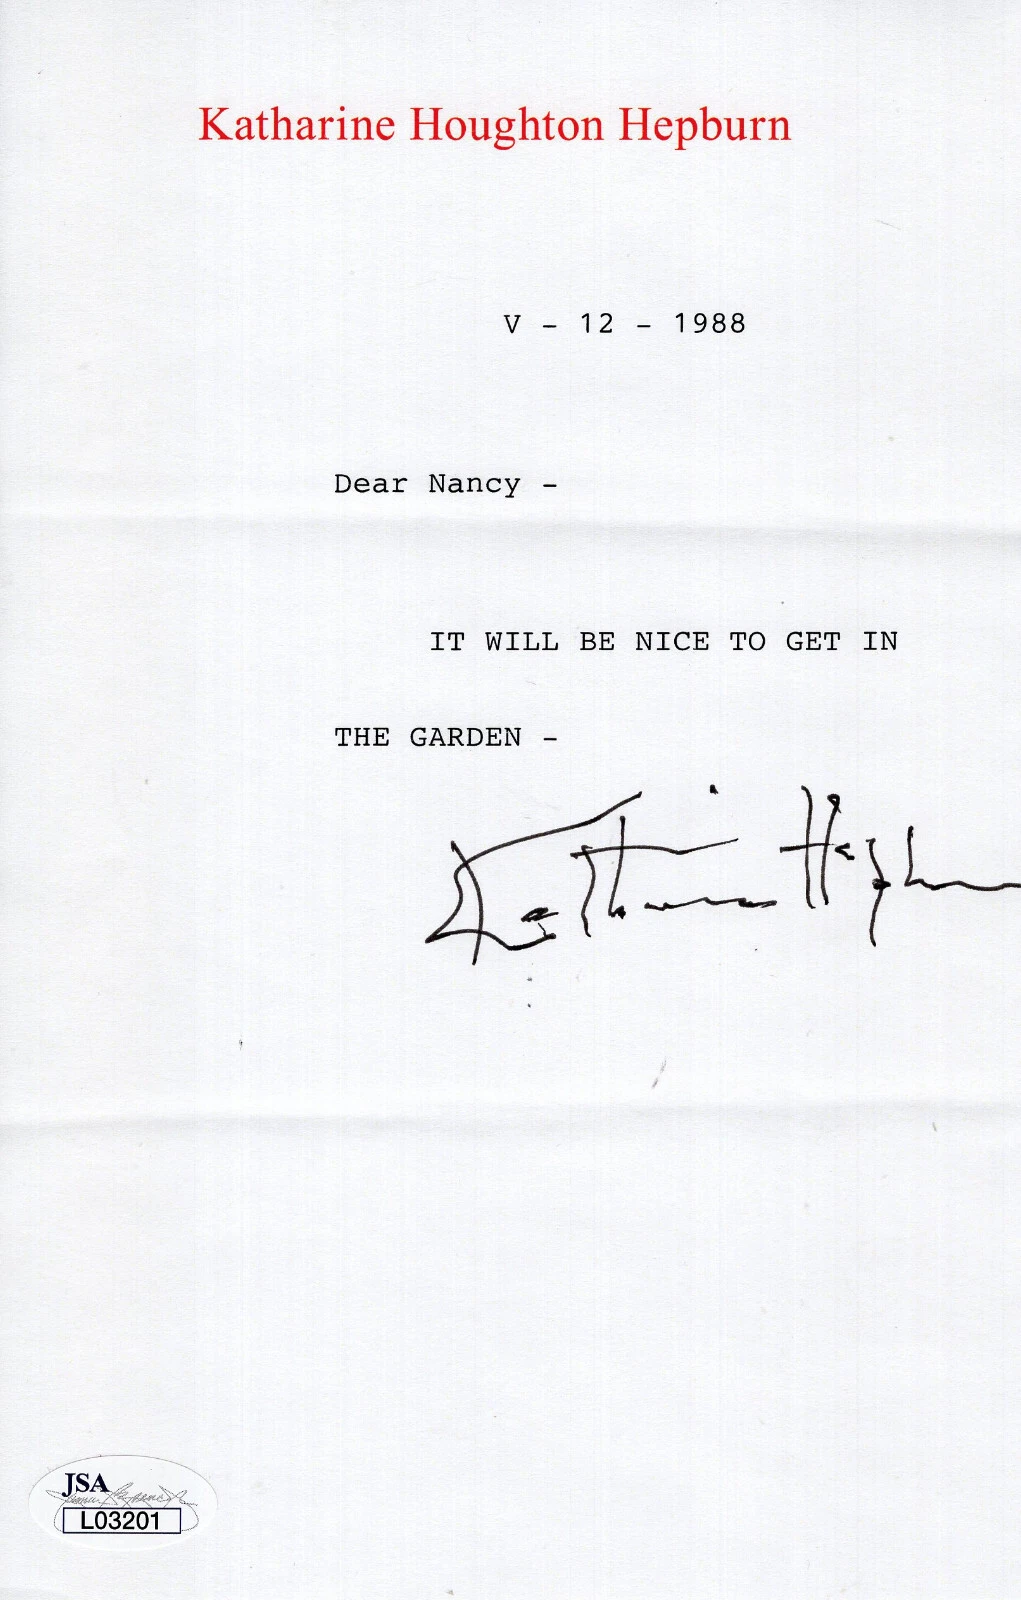 Katharine Houghton Hepburn
V - 12 - 1988
Dear Nancy -
IT WILL BE NICE TO GET IN
THE GARDEN -
Katharine Hepburn
JSA
L03201